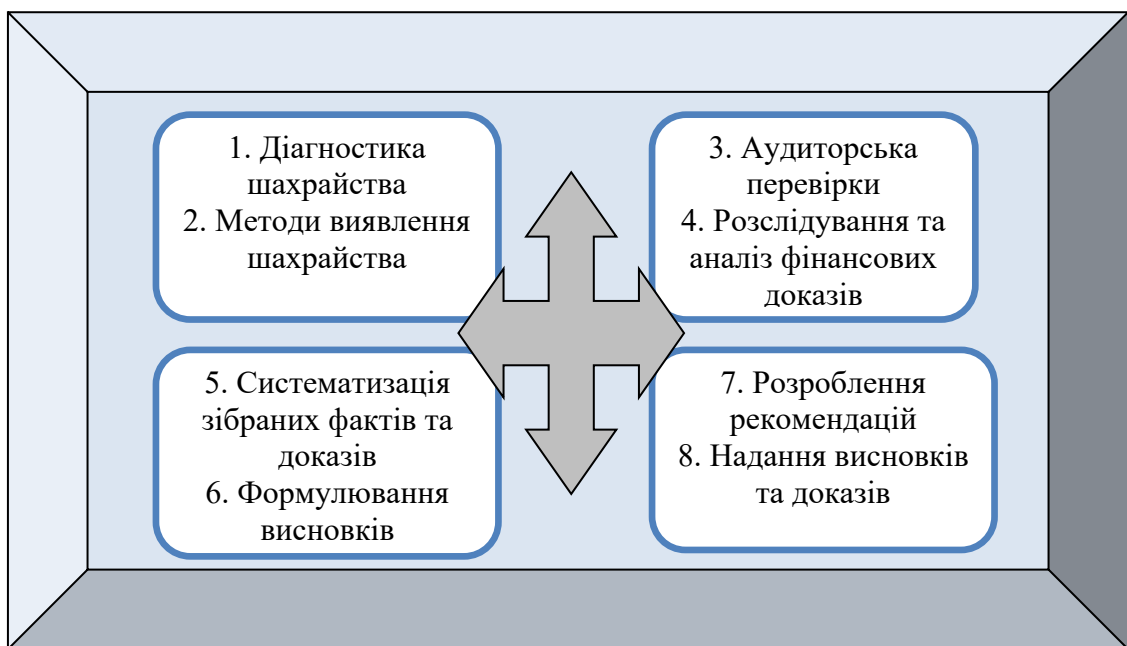 1. Діагностика
шахрайства
2. Методи виявлення
шахрайства
3. Аудиторська
перевірки
4. Розслідування та
аналіз фінансових
доказів
5. Систематизація
зібраних фактів та
доказів
6. Формулювання
висновків
7. Розроблення
рекомендацій
8. Надання висновків
та доказів